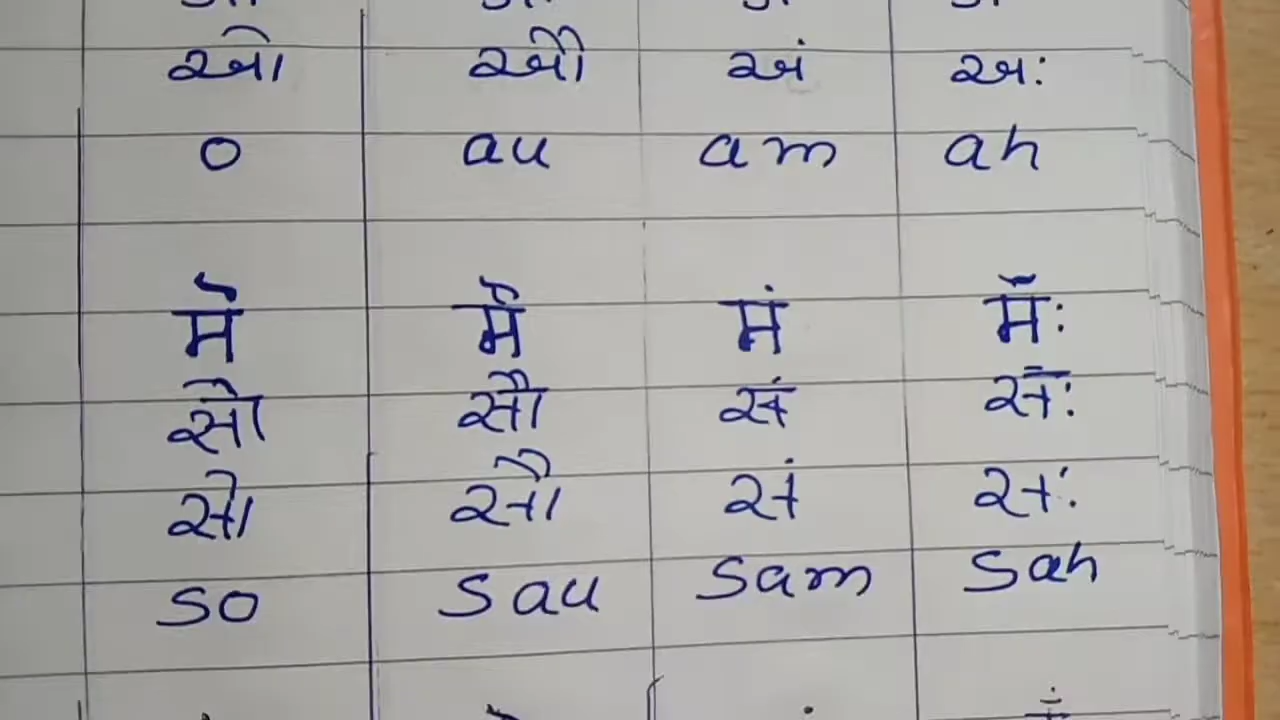 ઓ ઔ અં અઃ
o au am ah
ਸੋ ਸੌ ਸੰ ਸਃ
सो सौ सं सः
સો સૌ સં સઃ
so sau sam sah